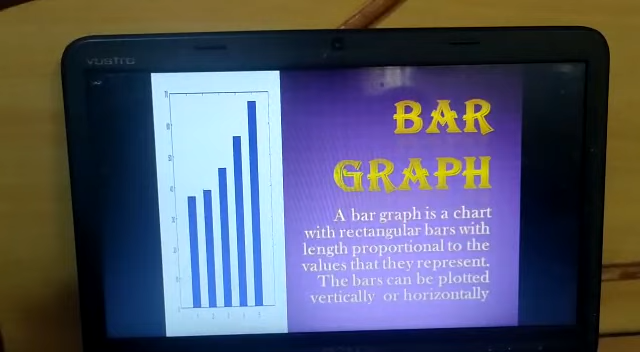 VOSTRO
BAR
GRAPH
A bar graph is a chart
with rectangular bars with
length proportional to the
values that they represent.
The bars can be plotted
vertically or horizontally